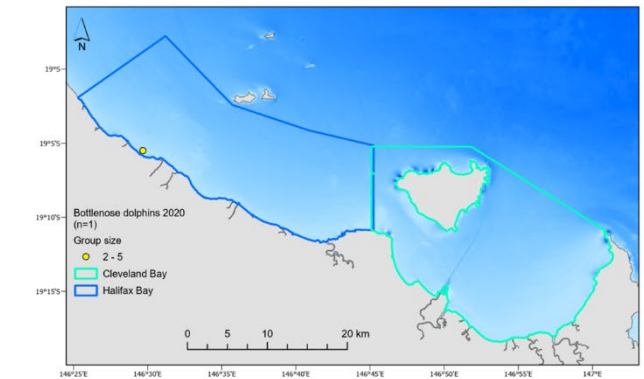 N
19°S
19°5'S
19°10'S
19°15'S
Bottlenose dolphins 2020
(n=1)
Group size
2 - 5
Cleveland Bay
Halifax Bay
0 5 10 20 km
146°25'E 146°30'E 146°35'E 146°40'E 146°45'E 146°50'E 146°55'E 147°E